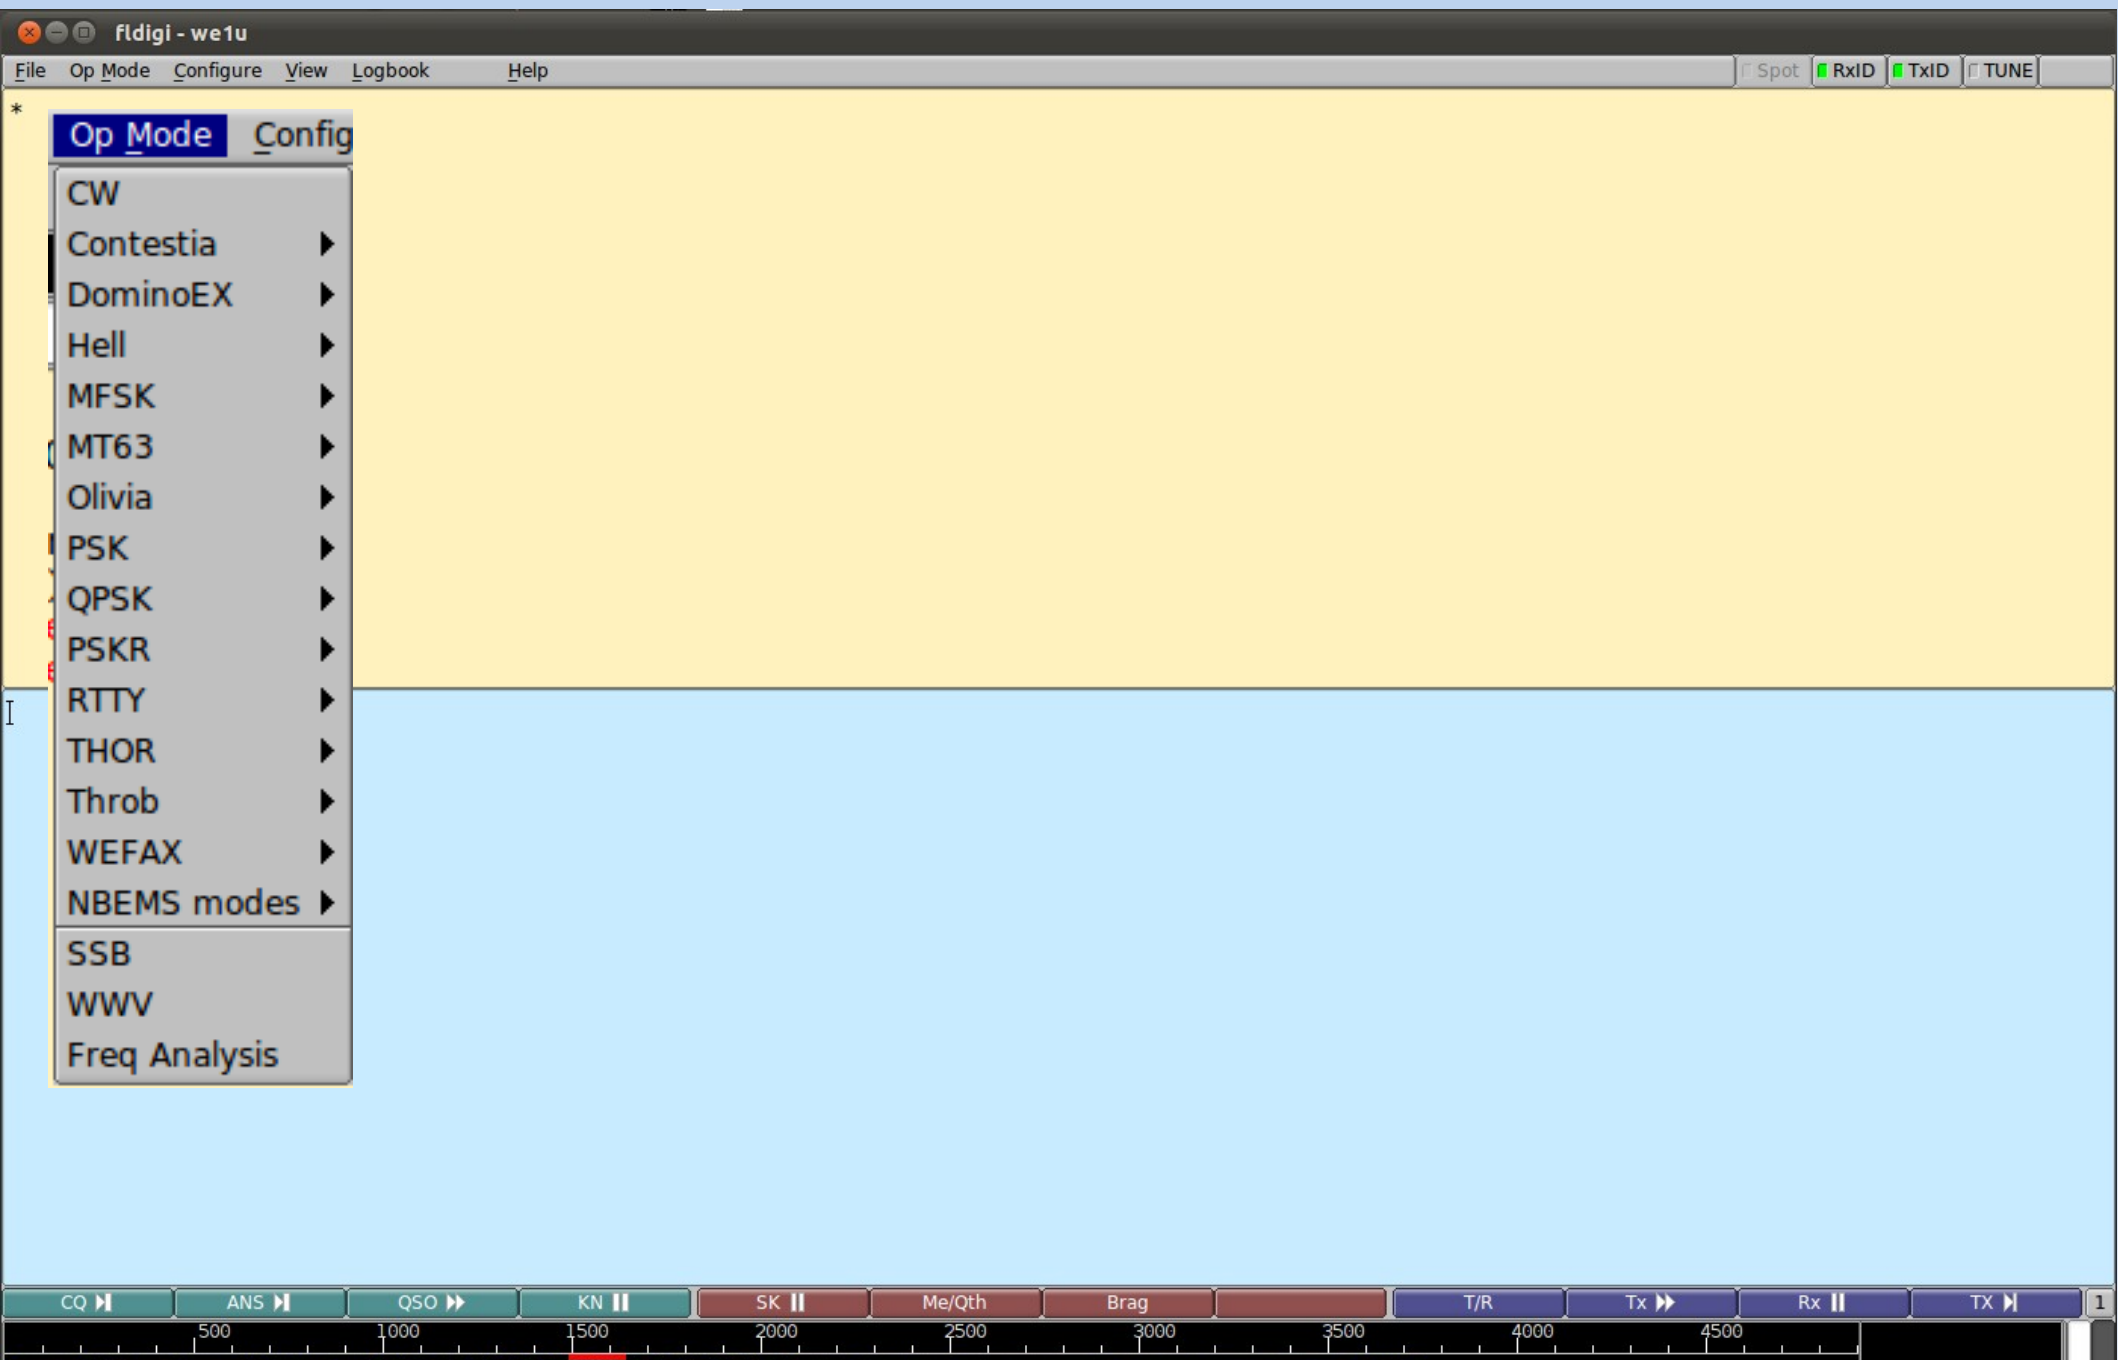 fldigi - we1u
File Op Mode Configure View Logbook Help Spot RxID TxID TUNE
*
Op Mode Config
CW
Contestia
DominoEX
Hell
MFSK
MT63
Olivia
PSK
QPSK
PSKR
RTTY
THOR
Throb
WEFAX
NBEMS modes
SSB
WWV
Freq Analysis
CQ ANS QSO KN SK Me/Qth Brag T/R Tx Rx TX 1
500 1000 1500 2000 2500 3000 3500 4000 4500